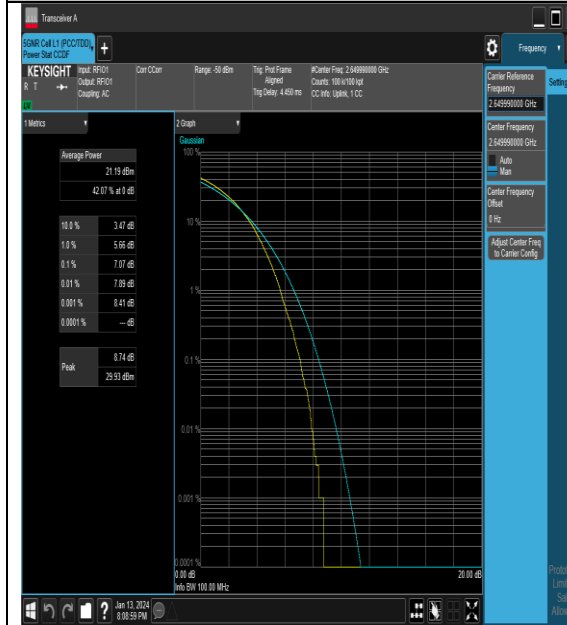 Transceiver A
5GNR Cell L1 (PCC/TDD),
Power Stat CCDF
Frequency
KEYSIGHT
R T
LV
Input: RFIO1
Output: RFIO1
Coupling: AC
Corr CCorr
Range: -50 dBm
Trig: Prot Frame
Aligned
Trig Delay: 4.450 ms
#Center Freq: 2.649990000 GHz
Counts: 100 k/100 kpt
CC Info: Uplink, 1 CC
Carrier Reference
Frequency
2.649990000 GHz
Setting
Center Frequency
2.649990000 GHz
Auto
Man
Center Frequency
Offset
0 Hz
Adjust Center Freq
to Carrier Config
1 Metrics
Average Power
21.19 dBm
42.07 % at 0 dB
10.0 % 3.47 dB
1.0 % 5.66 dB
0.1 % 7.07 dB
0.01 % 7.89 dB
0.001 % 8.41 dB
0.0001 % --- dB
Peak
8.74 dB
29.93 dBm
2 Graph
Gaussian
100 %
10 %
1 %
0.1 %
0.01 %
0.001 %
0.0001 %
0.00 dB
20.00 dB
Info BW 100.00 MHz
Jan 13, 2024
8:08:59 PM